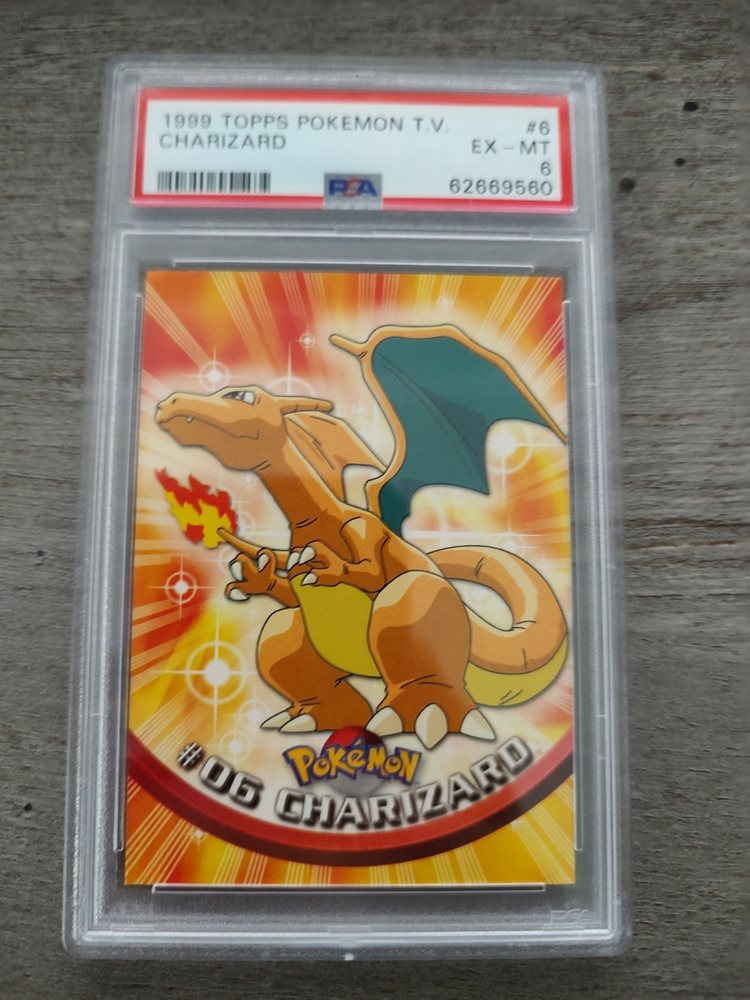 1999 TOPPS POKEMON T.V. #6
CHARIZARD EX-MT
6
PSA 62669560
POKéMON
#06 CHARIZARD